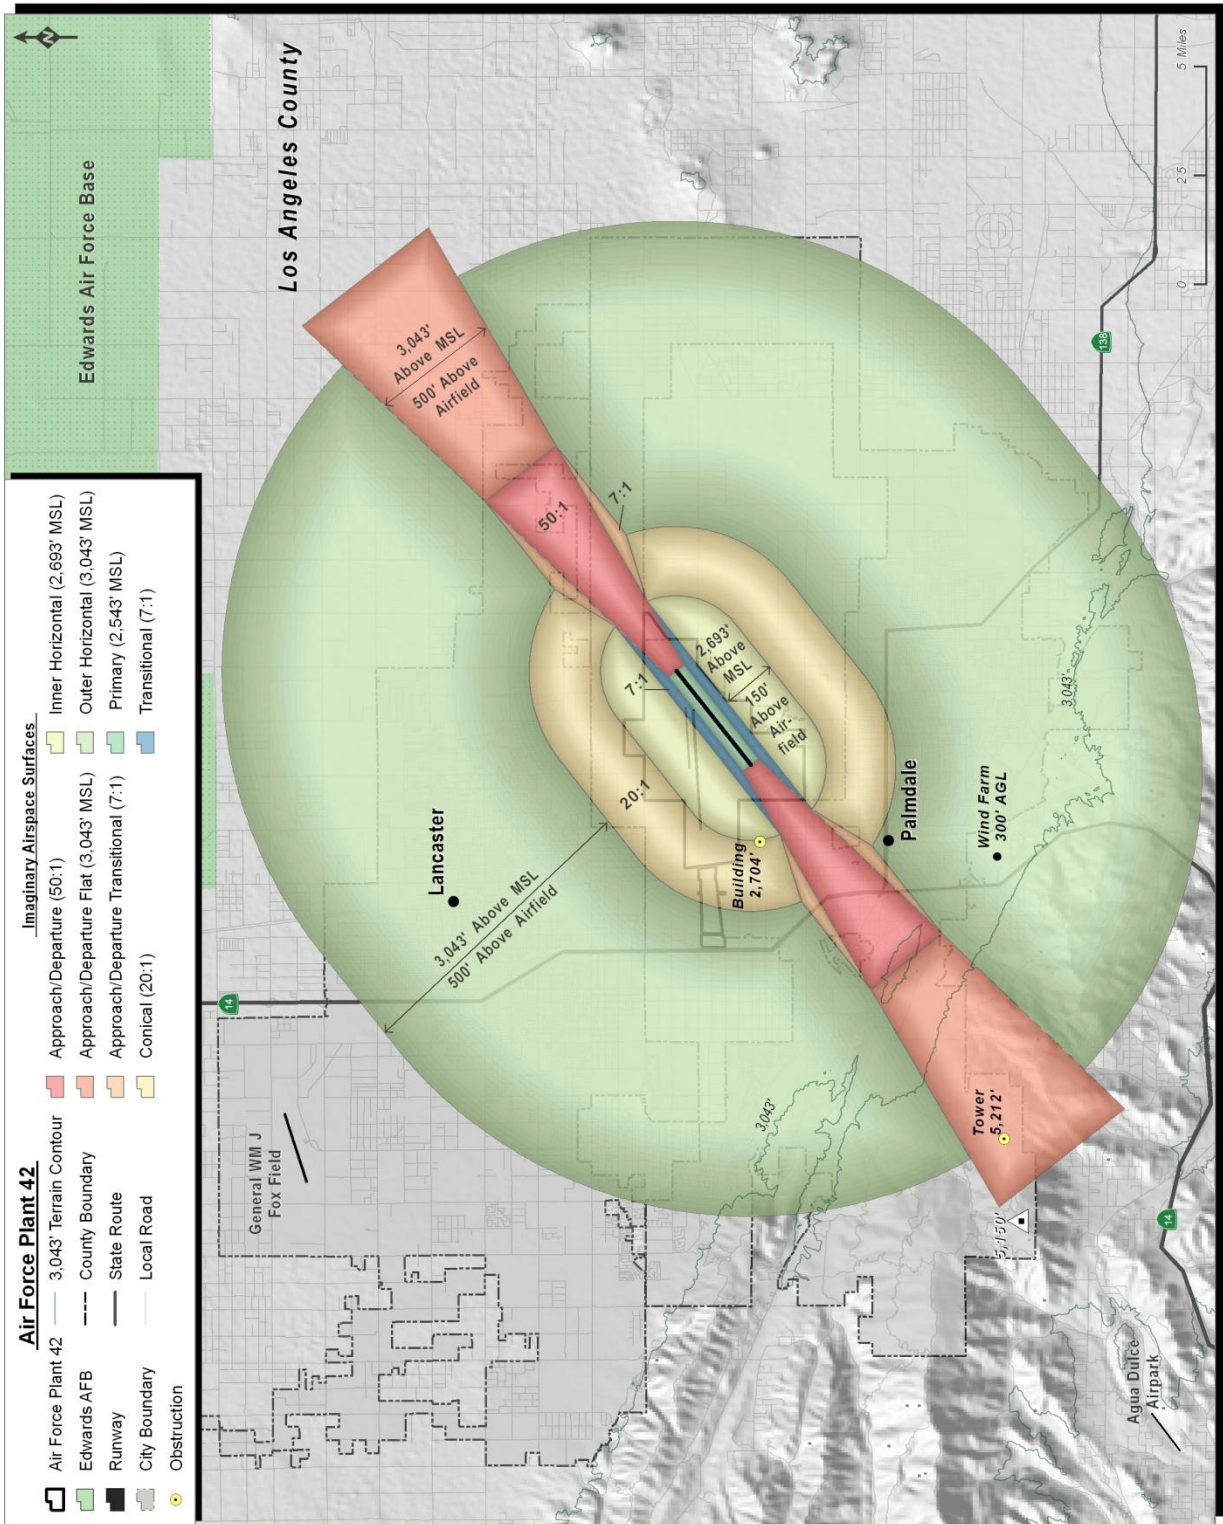 Air Force Plant 42
Imaginary Airspace Surfaces
Air Force Plant 42
Edwards AFB
Runway
City Boundary
Obstruction
3,043' Terrain Contour
County Boundary
State Route
Local Road
Approach/Departure (50:1)
Approach/Departure Flat (3,043' MSL)
Approach/Departure Transitional (7:1)
Conical (20:1)
Inner Horizontal (2,693' MSL)
Outer Horizontal (3,043' MSL)
Primary (2,543' MSL)
Transitional (7:1)
N
Edwards Air Force Base
Los Angeles County
General WM J
Fox Field
14
Lancaster
3,043' Above MSL
500' Above Airfield
3,043'
Above MSL
500' Above
Airfield
50:1
7:1
7:1
20:1
2,693'
Above
MSL
150'
Above
Air-
field
Building
2,704'
Palmdale
Wind Farm
300' AGL
3,043'
3,043'
Tower
5,212'
5,150'
138
14
Agua Dulce
Airpark
0 2.5 5 Miles